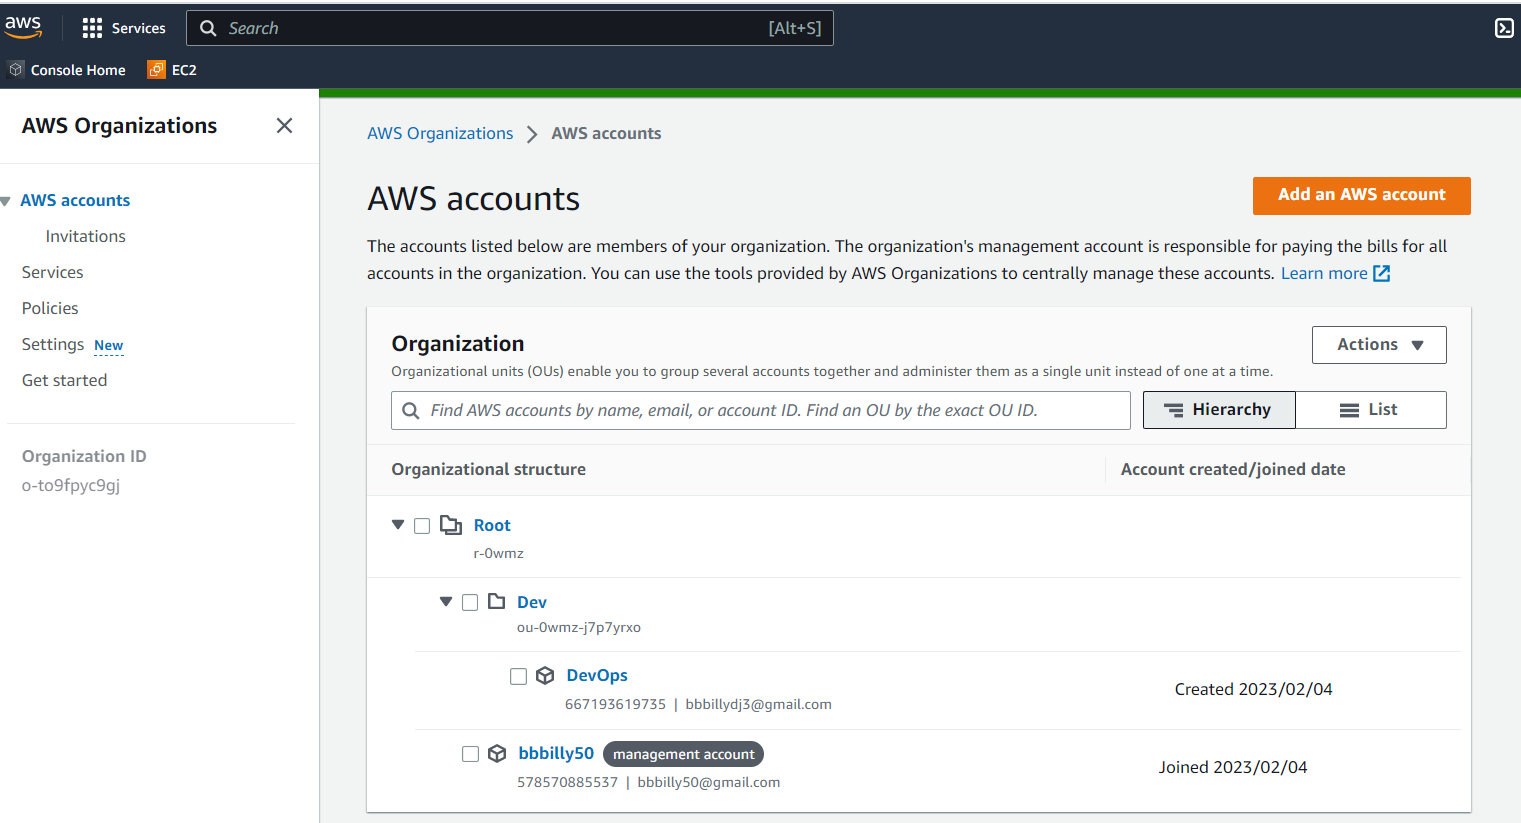 aws
Services
Search [Alt+S]
Console Home EC2
AWS Organizations
AWS accounts
Invitations
Services
Policies
Settings New
Get started
Organization ID
o-to9fpyc9gj
AWS Organizations > AWS accounts
AWS accounts
Add an AWS account
The accounts listed below are members of your organization. The organization's management account is responsible for paying the bills for all
accounts in the organization. You can use the tools provided by AWS Organizations to centrally manage these accounts. Learn more
Organization
Actions
Organizational units (OUs) enable you to group several accounts together and administer them as a single unit instead of one at a time.
Find AWS accounts by name, email, or account ID. Find an OU by the exact OU ID.
Hierarchy List
Organizational structure Account created/joined date
Root
r-0wmz
Dev
ou-0wmz-j7p7yrxo
DevOps
667193619735 | bbbillydj3@gmail.com
Created 2023/02/04
bbbilly50 management account
578570885537 | bbbilly50@gmail.com
Joined 2023/02/04